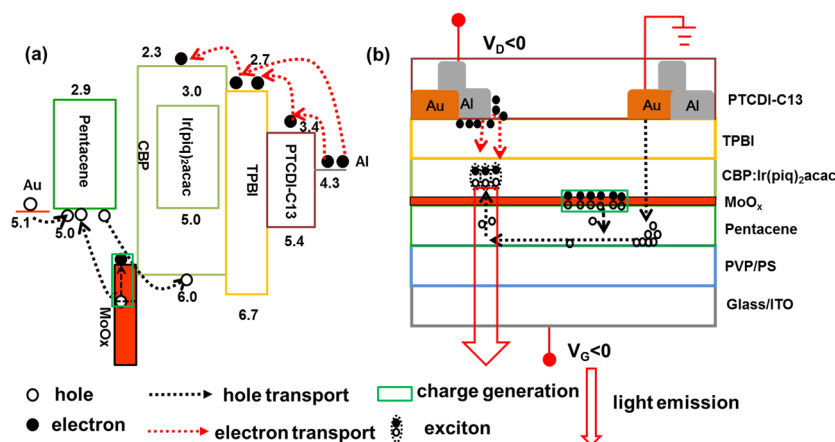 (a)
2.3
2.7
2.9
3.0
Pentacene
CBP
Ir(piq)₂acac
TPBI
3.4
PTCDI-C13
Al
4.3
Au
5.1
5.0
5.0
5.4
6.0
6.7
MoOx
(b)
V_D<0
Au
Al
Au
Al
PTCDI-C13
TPBI
CBP:Ir(piq)₂acac
MoOₓ
Pentacene
PVP/PS
Glass/ITO
V_G<0
hole
hole transport
charge generation
light emission
electron
electron transport
exciton